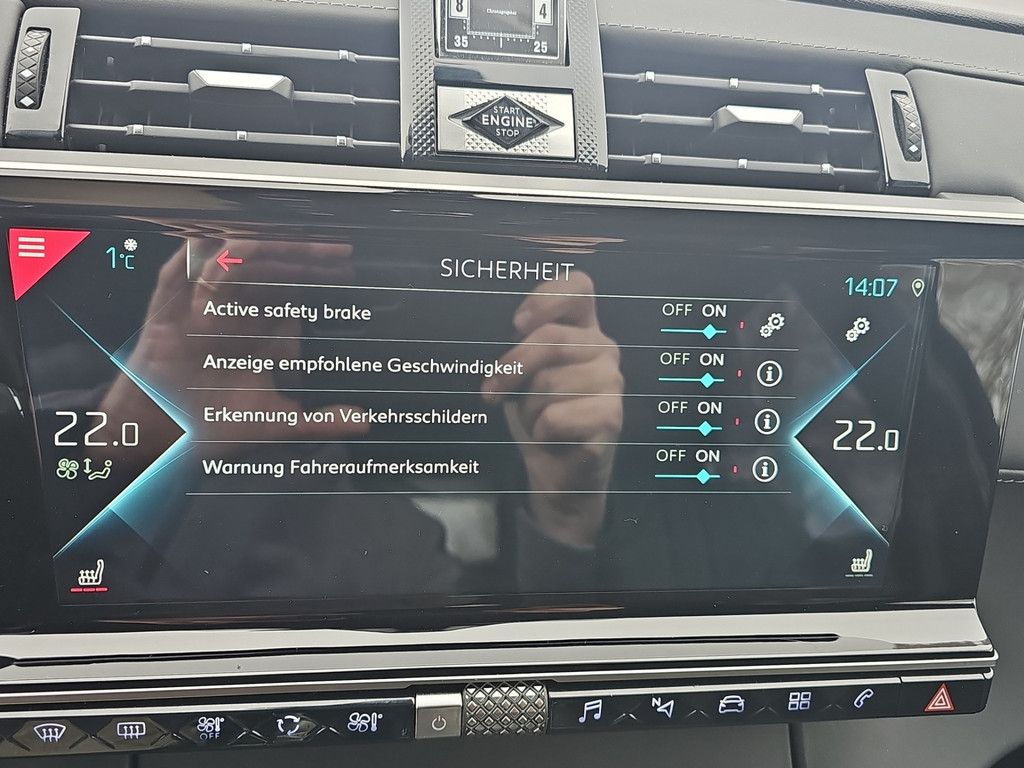 8
4
Chronographe
35
25
START
ENGINE
STOP
1°C
SICHERHEIT
14:07
Active safety brake
OFF ON
Anzeige empfohlene Geschwindigkeit
OFF ON
Erkennung von Verkehrsschildern
OFF ON
Warnung Fahreraufmerksamkeit
OFF ON
22.0
22.0
OFF
N